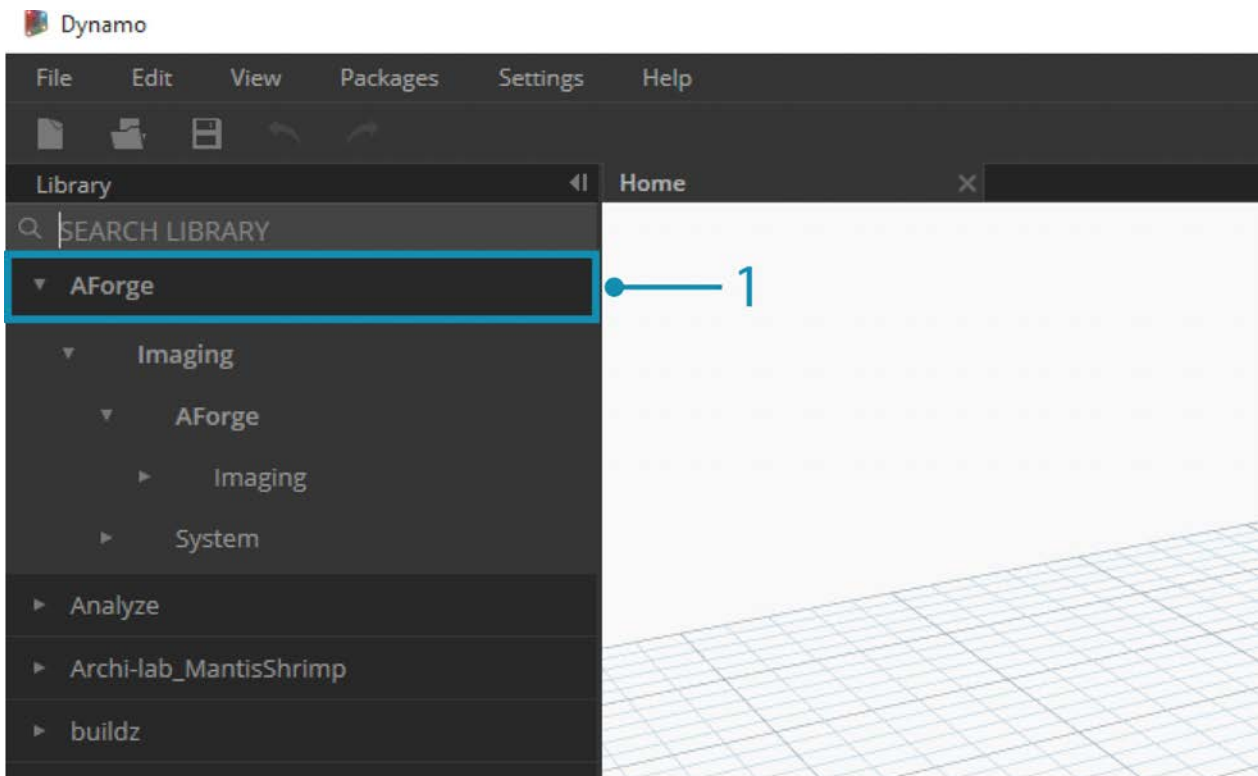 Dynamo
File Edit View Packages Settings Help
Library Home
SEARCH LIBRARY
AForge 1
Imaging
AForge
Imaging
System
Analyze
Archi-lab_MantisShrimp
buildz